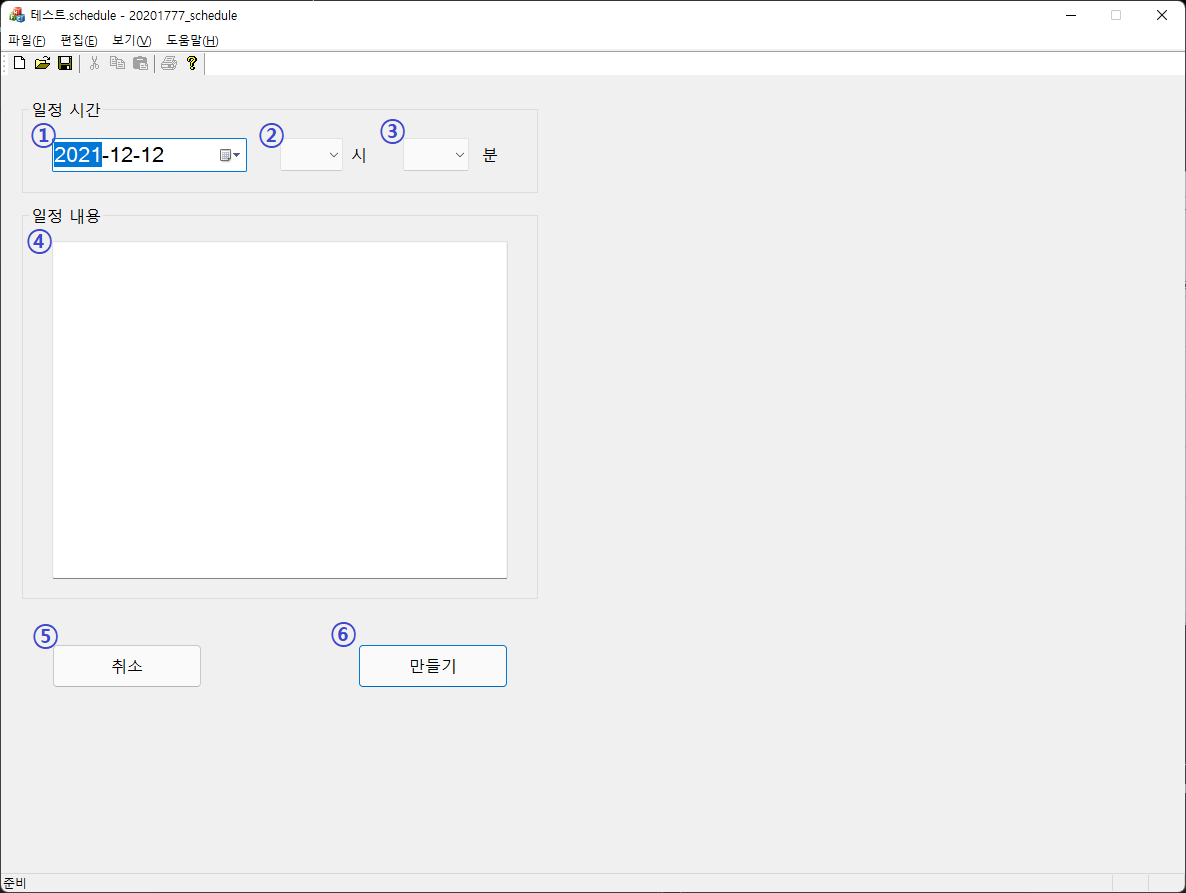 테스트.schedule - 20201777_schedule
파일(F) 편집(E) 보기(V) 도움말(H)
일정 시간
① 2021-12-12 ② 시 ③ 분
일정 내용
④
⑤ 취소 ⑥ 만들기
준비